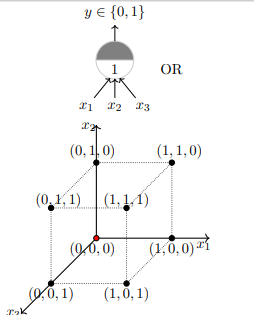 y ∈ {0, 1}
1 OR
x₁ x₂ x₃
x₂
(0, 1, 0) (1, 1, 0)
(0, 1, 1) (1, 1, 1)
(0, 0, 0) (1, 0, 0) x₁
(0, 0, 1) (1, 0, 1)
x₃